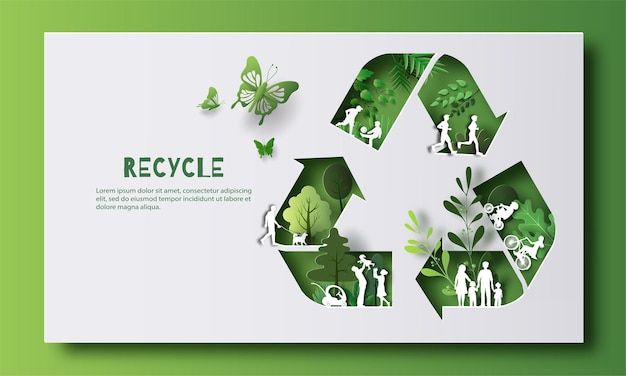 RECYCLE
Lorem ipsum dolor sit amet, consectetur adipiscing elit,
sed do eiusmod tempor incididunt ut labore et dolore
magna aliqua.